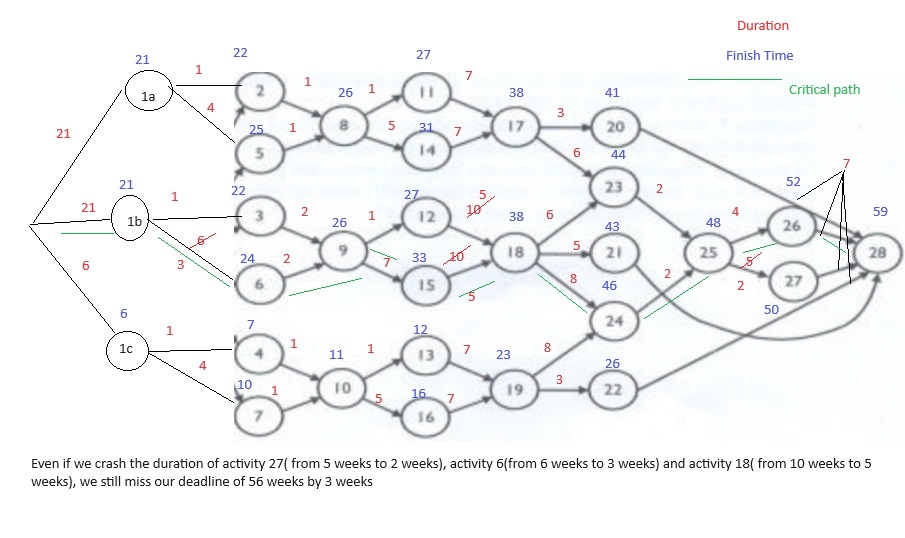 Duration
Finish Time
Critical path
21 22 27
1 1 1 7
1a 2 11
26 38 41
4 8 17 3 20
21 25 1 5 31 7
5 14 6 44
7
21 22 27 5 23 2 52
21 1 10
1b 3 2 1 12 38 6 43 48 4 26 59
6 26 18 5 21 25 28
3 24 2 9 7 33 10 8 46 2 5
6 6 15 5 2 27
24 50
6 7 12
1c 1 4 1 11 1 13 7 23 8 26
4 10 1 10 5 16 7 19 3 22
7 16
Even if we crash the duration of activity 27( from 5 weeks to 2 weeks), activity 6(from 6 weeks to 3 weeks) and activity 18( from 10 weeks to 5
weeks), we still miss our deadline of 56 weeks by 3 weeks